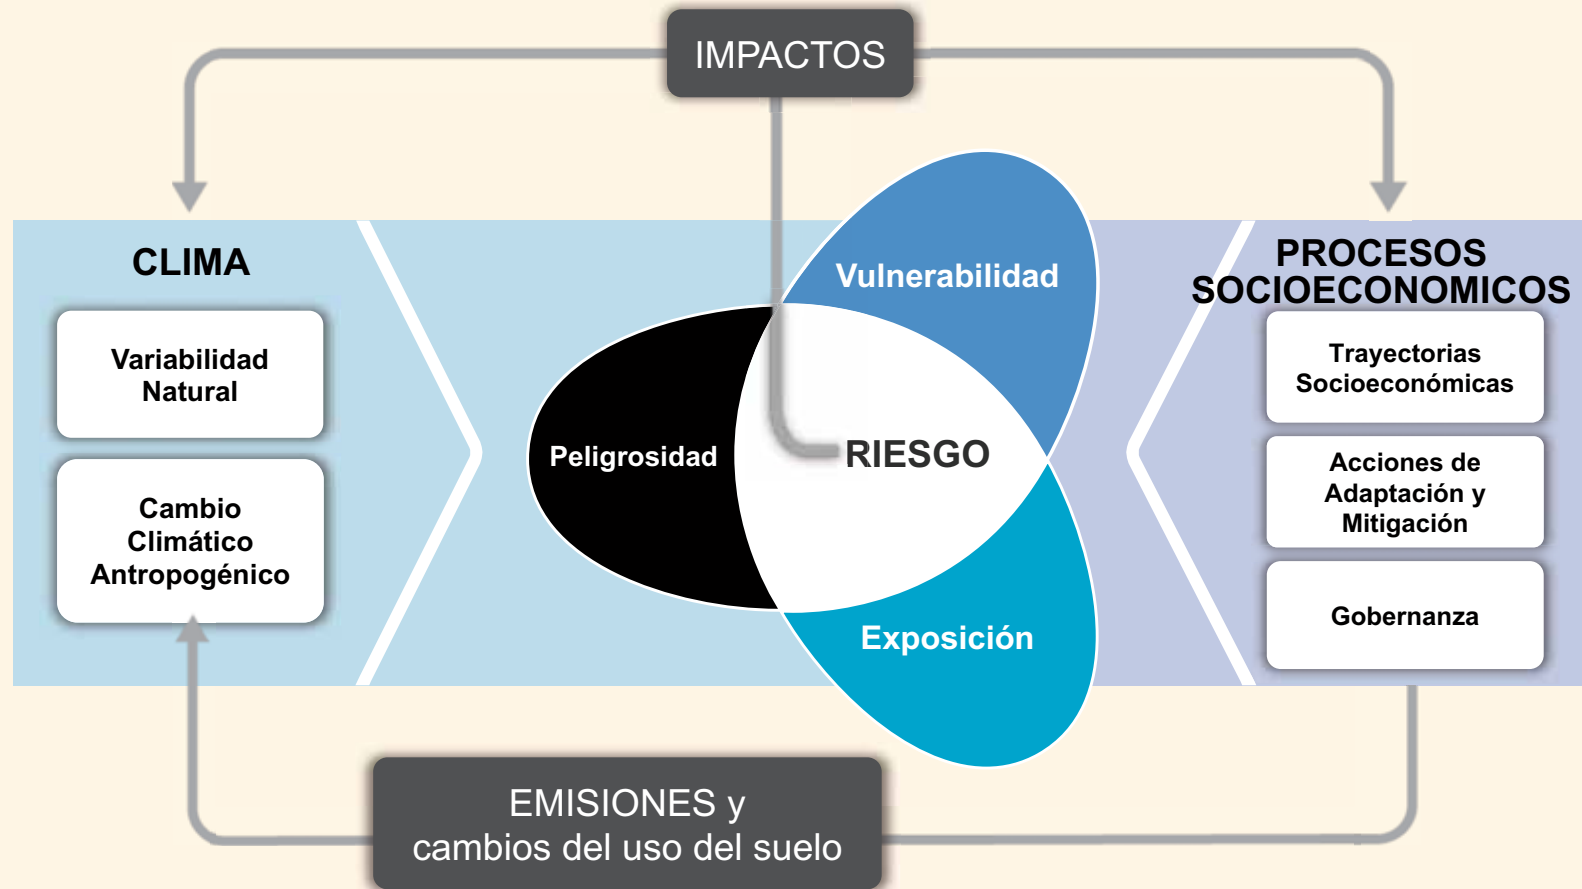 IMPACTOS
CLIMA
Variabilidad
Natural
Cambio
Climático
Antropogénico
Vulnerabilidad
Peligrosidad
RIESGO
Exposición
PROCESOS
SOCIOECONOMICOS
Trayectorias
Socioeconómicas
Acciones de
Adaptación y
Mitigación
Gobernanza
EMISIONES y
cambios del uso del suelo